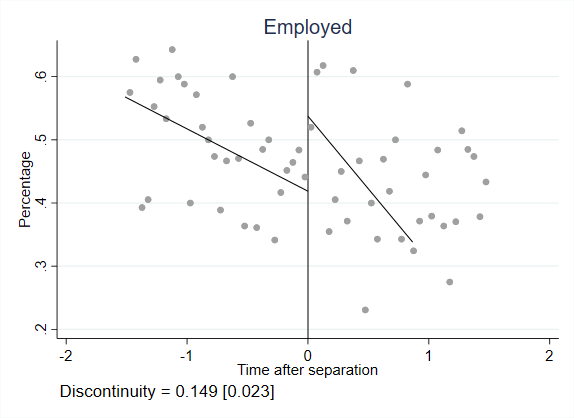 Employed
Percentage
.6
.5
.4
.3
.2
-2 -1 0 1 2
Time after separation
Discontinuity = 0.149 [0.023]